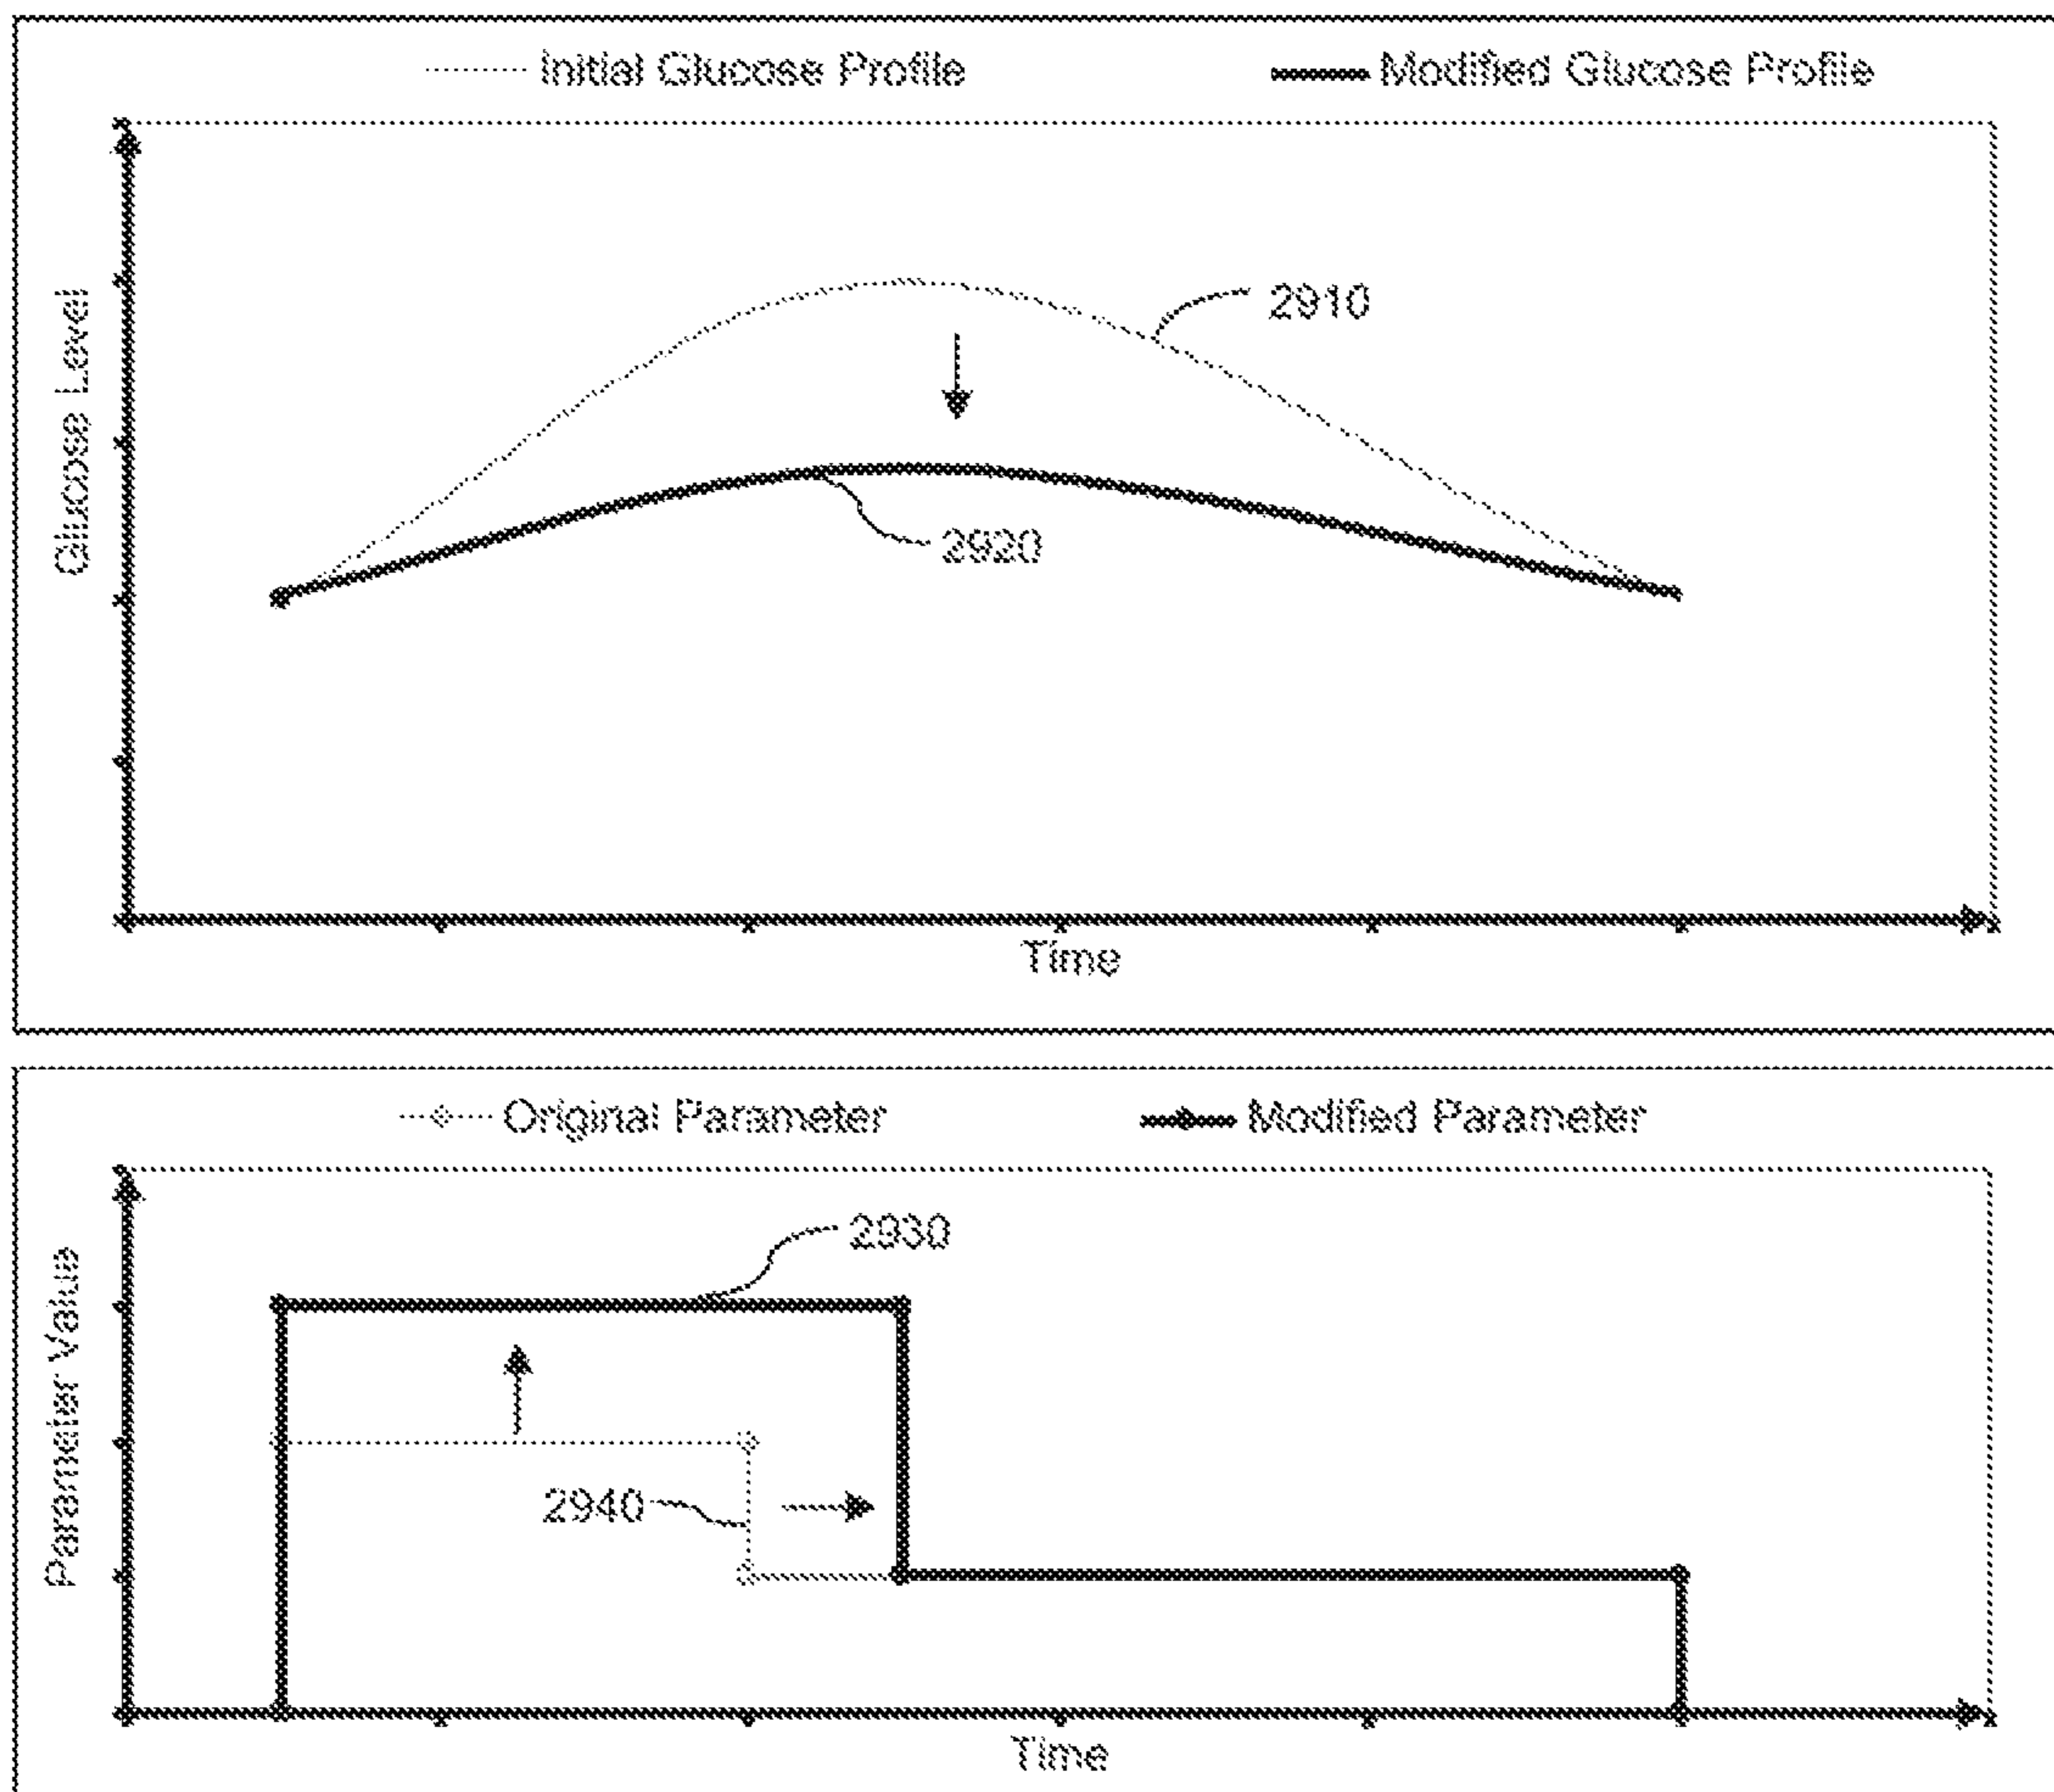 Initial Glucose Profile Modified Glucose Profile
Glucose Level
2910
2920
Time
Original Parameter Modified Parameter
Parameter Value
2930
2940
Time